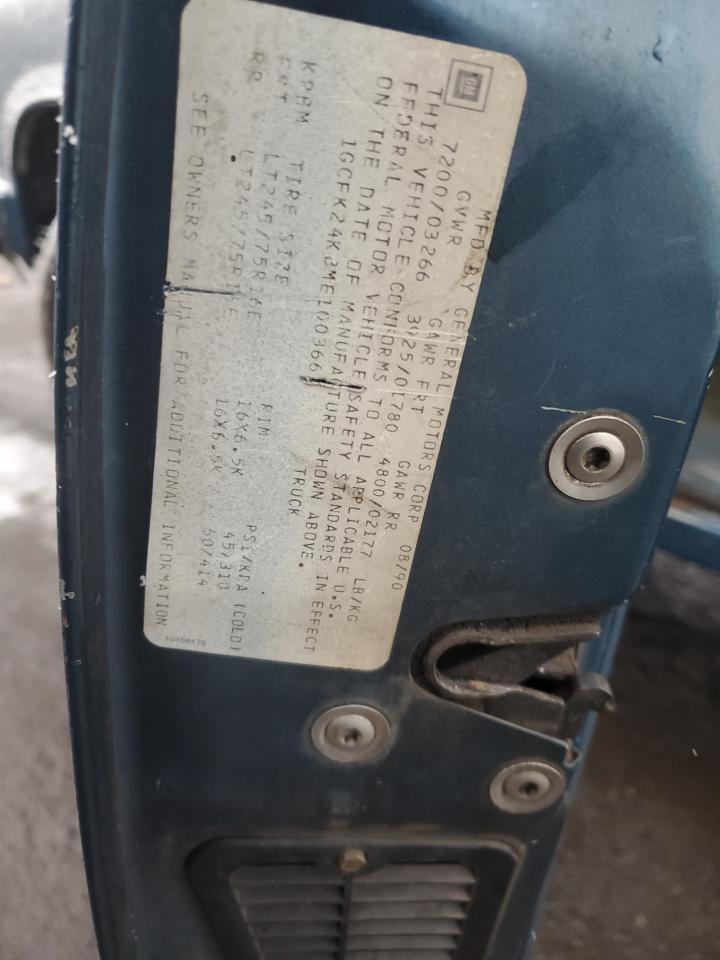 GM
MFD BY GENERAL MOTORS CORP 08/90
GVWR GAWR FRT GAWR RR
7200/03266 3925/01780 4800/02177 LB/KG
THIS VEHICLE CONFORMS TO ALL APPLICABLE U.S.
FEDERAL MOTOR VEHICLE SAFETY STANDARDS IN EFFECT
ON THE DATE OF MANUFACTURE SHOWN ABOVE.
TRUCK
TIRE SIZE RIM PSI/KPA (COLD)
FRT LT245/75R16E 16X6.5K 45/310
RR LT245/75R16E 16X6.5K 60/414
SEE OWNERS MANUAL FOR ADDITIONAL INFORMATION